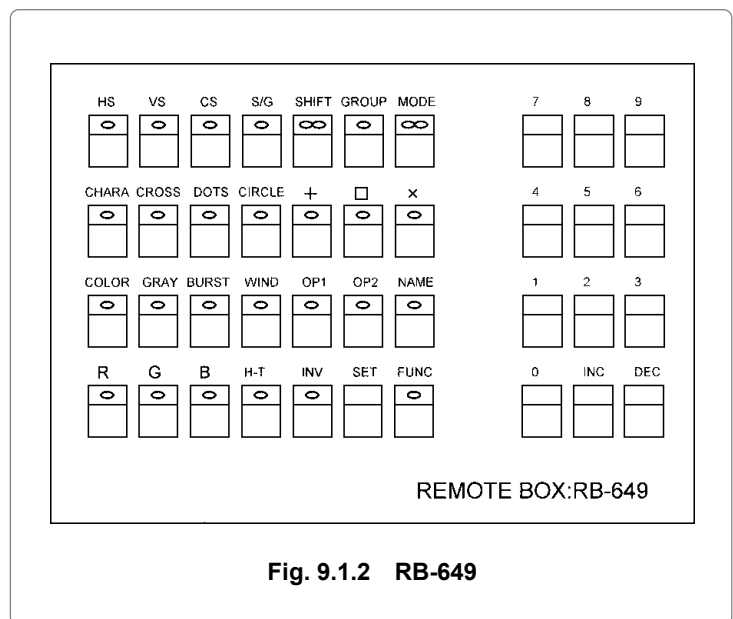 HS VS CS S/G SHIFT GROUP MODE 7 8 9
CHARA CROSS DOTS CIRCLE + □ × 4 5 6
COLOR GRAY BURST WIND OP1 OP2 NAME 1 2 3
R G B H-T INV SET FUNC 0 INC DEC
REMOTE BOX:RB-649
Fig. 9.1.2 RB-649